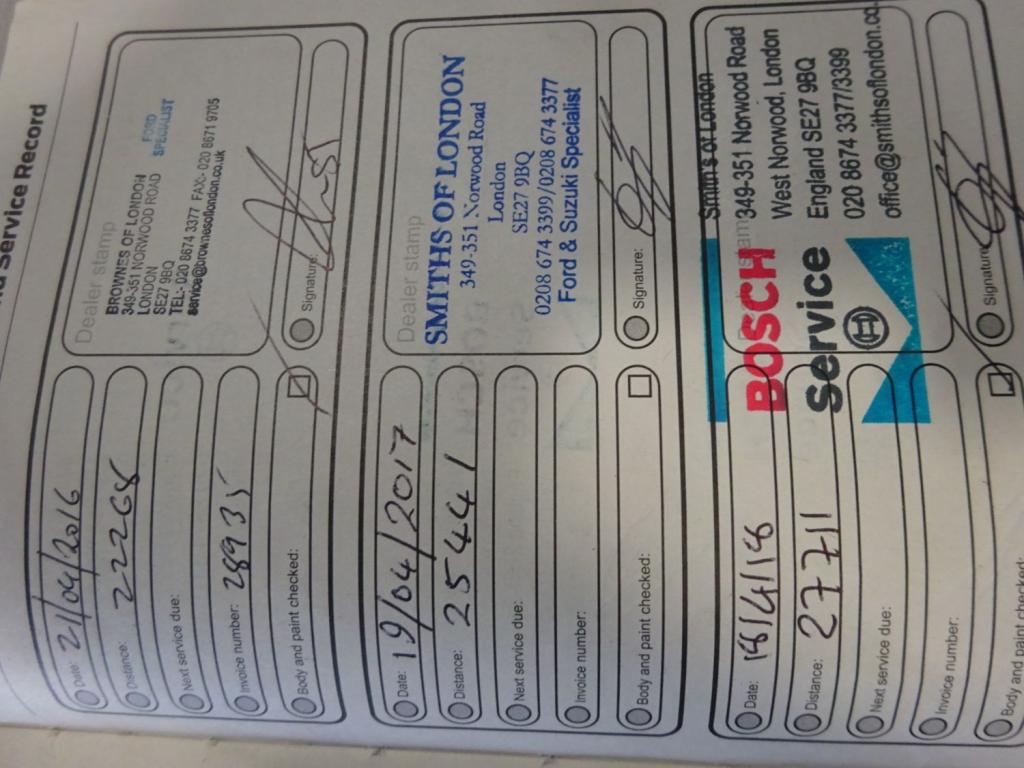 Service Record
Date: 21/04/2016
Distance: 22268
Next service due:
Invoice number: 28935
Body and paint checked:
Dealer stamp
BROWNES OF LONDON
349-351 NORWOOD ROAD
LONDON
SE27 9BQ
TEL:- 020 8674 3377 FAX:- 020 8671 9705
service@brownesoflondon.co.uk
FORD
SPECIALIST
Signature:
Date: 19/04/2017
Distance: 25441
Next service due:
Invoice number:
Body and paint checked:
Dealer stamp
SMITHS OF LONDON
349-351 Norwood Road
London
SE27 9BQ
0208 674 3399/0208 674 3377
Ford & Suzuki Specialist
Signature:
Date: 18/4/18
Distance: 27711
Next service due:
Invoice number:
Body and paint checked:
BOSCH
Service
Smith's of London
349-351 Norwood Road
West Norwood, London
England SE27 9BQ
020 8674 3377/3399
office@smithsoflondon.co
Signature: